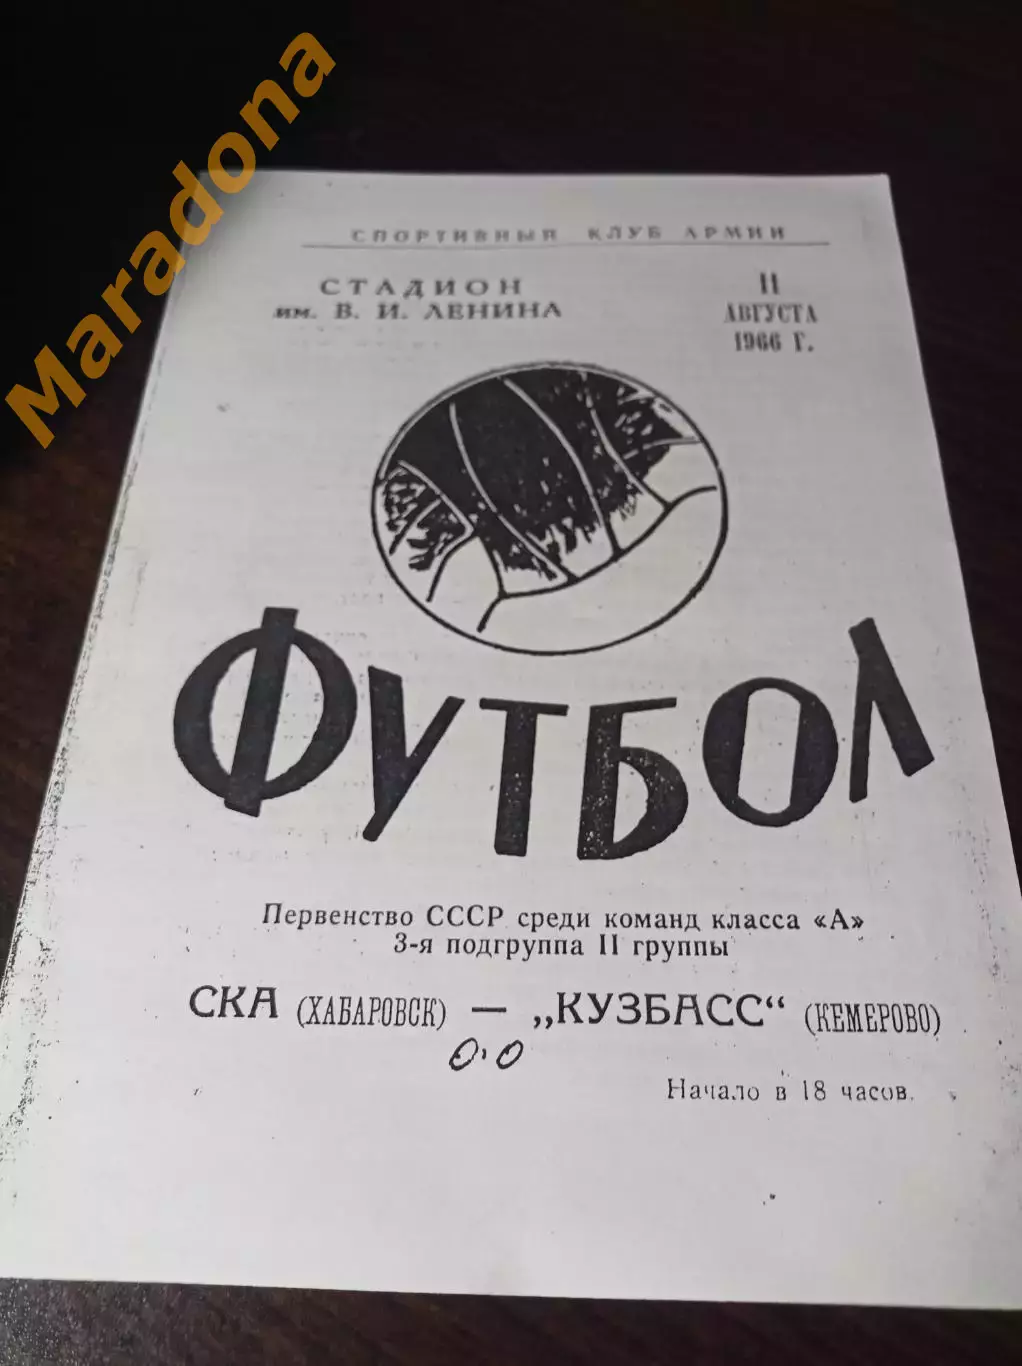 Maradona
СПОРТИВНЫЙ КЛУБ АРМИИ
СТАДИОН
им. В. И. ЛЕНИНА
11
АВГУСТА
1966 Г.
ФУТБОЛ
Первенство СССР среди команд класса «А»
3-я подгруппа II группы
СКА (ХАБАРОВСК) — „КУЗБАСС“ (КЕМЕРОВО)
0:0
Начало в 18 часов.